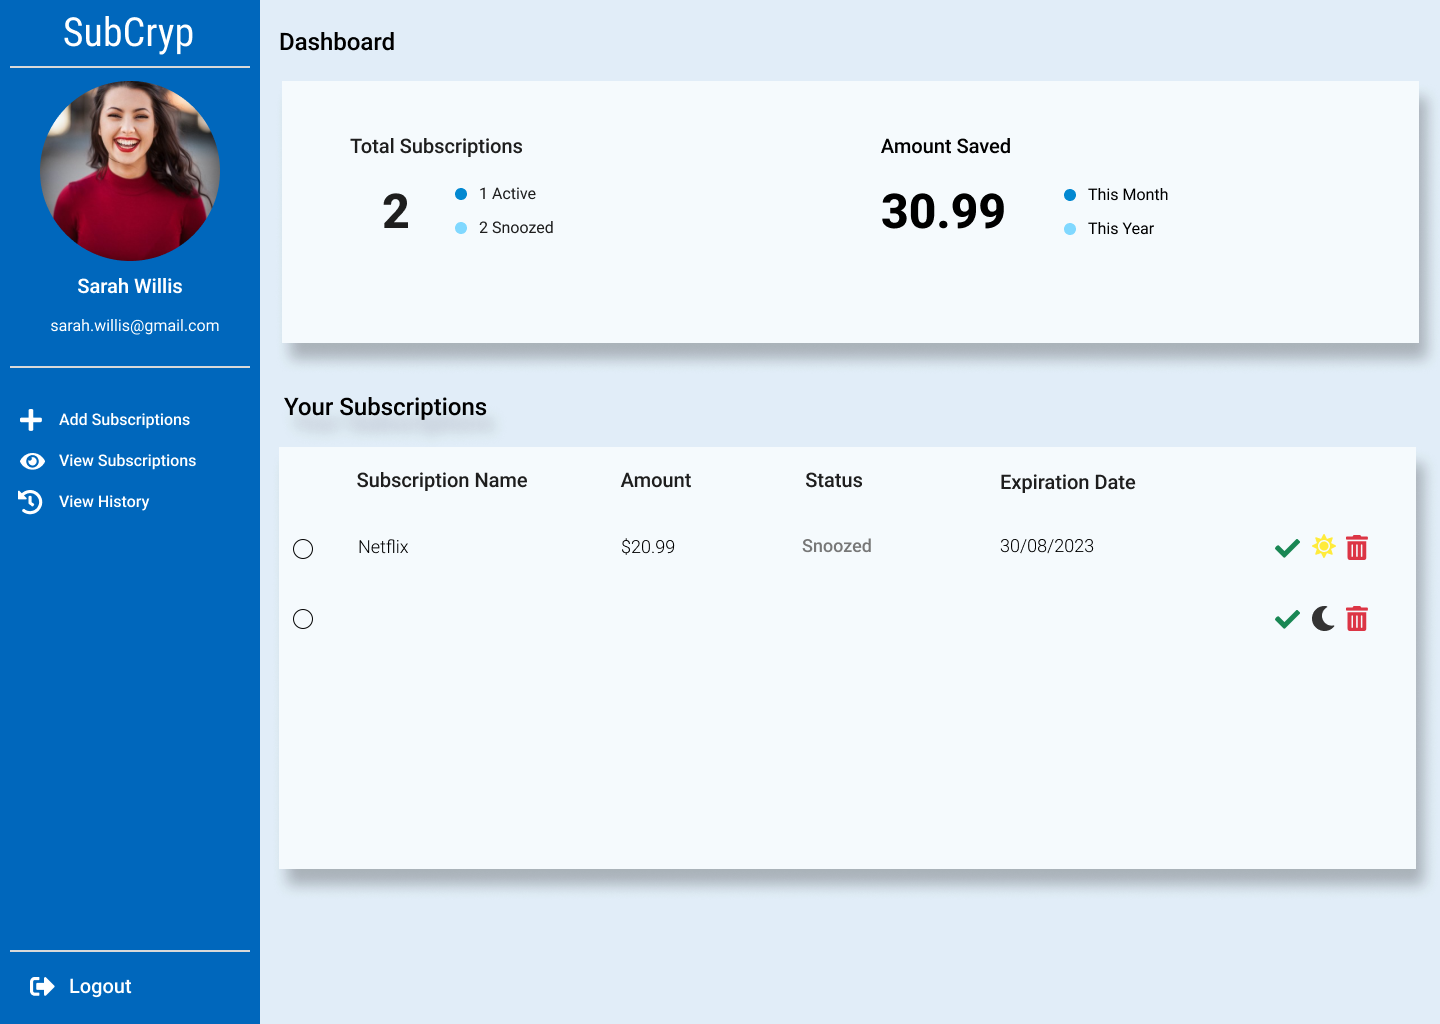 SubCryp
Sarah Willis
sarah.willis@gmail.com
Add Subscriptions
View Subscriptions
View History
Logout
Dashboard
Total Subscriptions
2
1 Active
2 Snoozed
Amount Saved
30.99
This Month
This Year
Your Subscriptions
Subscription Name Amount Status Expiration Date
Netflix $20.99 Snoozed 30/08/2023